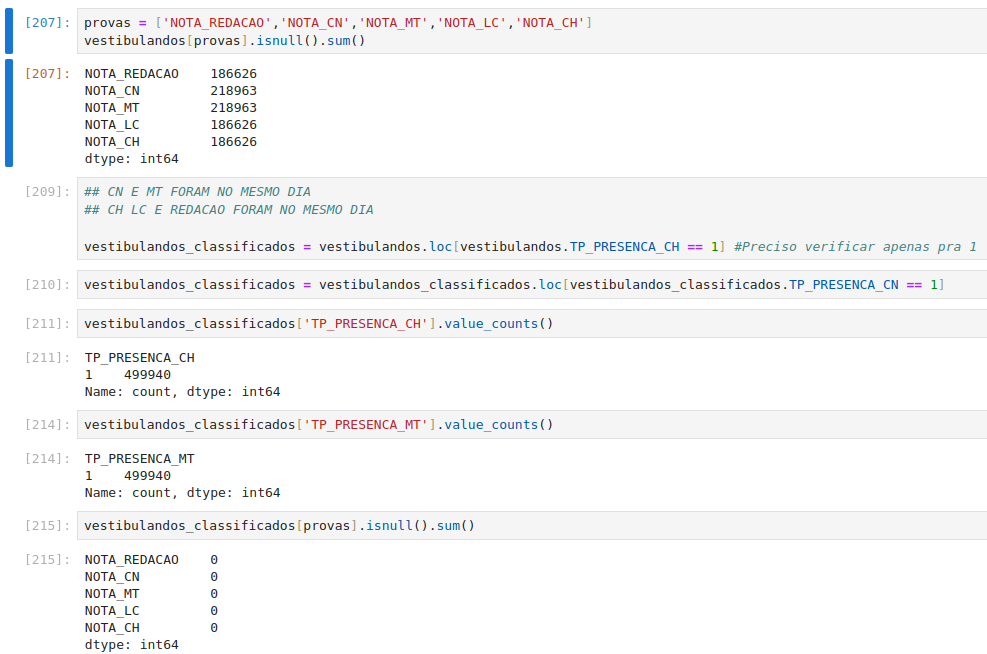 [207]: provas = ['NOTA_REDACAO','NOTA_CN','NOTA_MT','NOTA_LC','NOTA_CH']
vestibulandos[provas].isnull().sum()
[207]: NOTA_REDACAO    186626
NOTA_CN         218963
NOTA_MT         218963
NOTA_LC         186626
NOTA_CH         186626
dtype: int64
[209]: ## CN E MT FORAM NO MESMO DIA
## CH LC E REDACAO FORAM NO MESMO DIA
vestibulandos_classificados = vestibulandos.loc[vestibulandos.TP_PRESENCA_CH == 1] #Preciso verificar apenas pra 1
[210]: vestibulandos_classificados = vestibulandos_classificados.loc[vestibulandos_classificados.TP_PRESENCA_CN == 1]
[211]: vestibulandos_classificados['TP_PRESENCA_CH'].value_counts()
[211]: TP_PRESENCA_CH
1    499940
Name: count, dtype: int64
[214]: vestibulandos_classificados['TP_PRESENCA_MT'].value_counts()
[214]: TP_PRESENCA_MT
1    499940
Name: count, dtype: int64
[215]: vestibulandos_classificados[provas].isnull().sum()
[215]: NOTA_REDACAO    0
NOTA_CN         0
NOTA_MT         0
NOTA_LC         0
NOTA_CH         0
dtype: int64